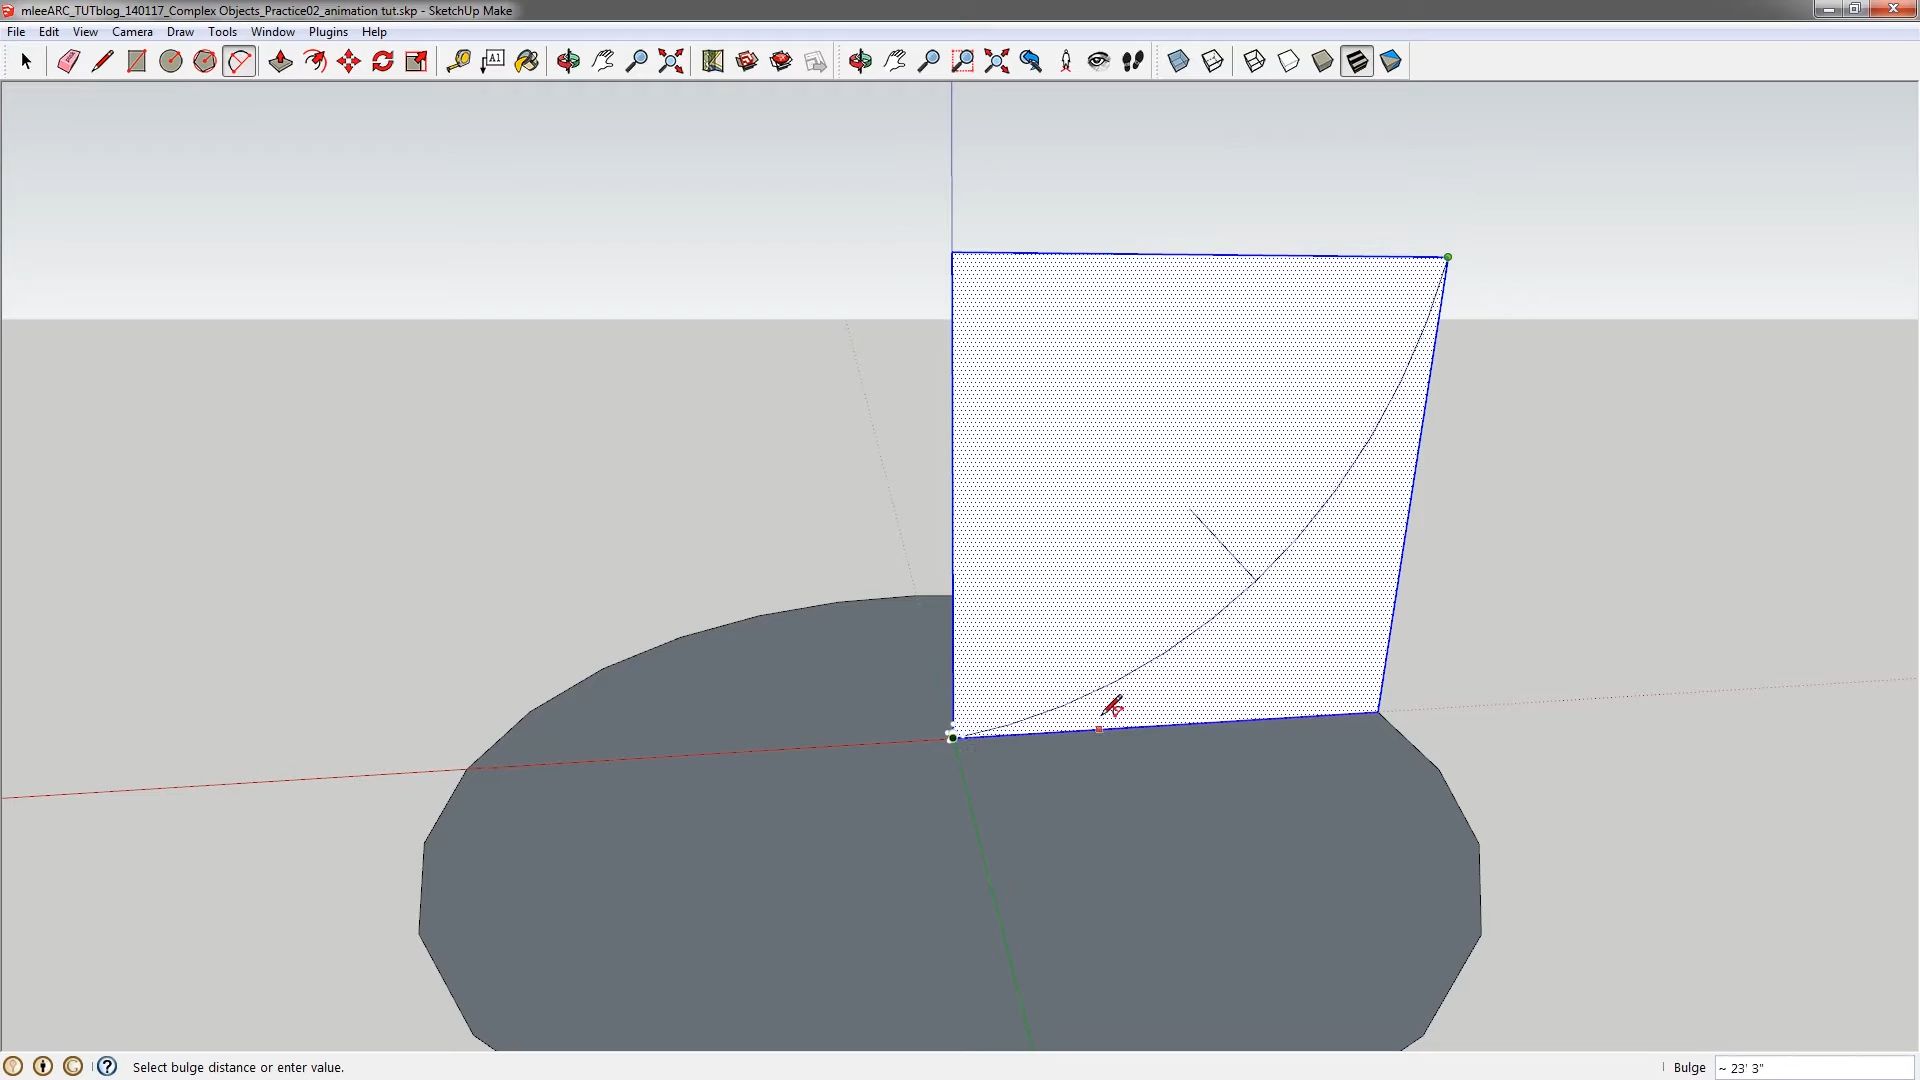 mleeARC_TUTblog_140117_Complex Objects_Practice02_animation tut.skp - SketchUp Make
File Edit View Camera Draw Tools Window Plugins Help
A1
Select bulge distance or enter value.
Bulge ~ 23' 3"